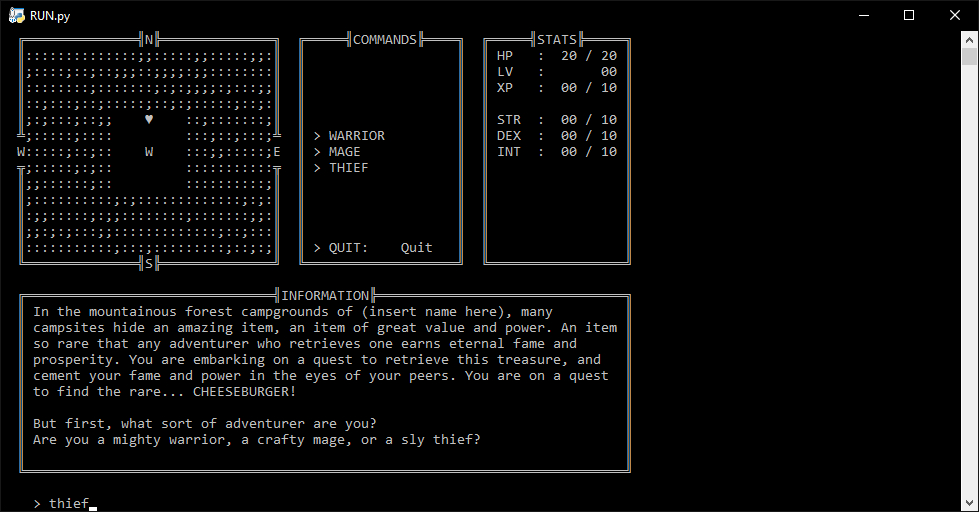 RUN.py
N
COMMANDS
STATS
HP : 20 / 20
LV : 00
XP : 00 / 10
STR : 00 / 10
DEX : 00 / 10
INT : 00 / 10
> WARRIOR
> MAGE
> THIEF
> QUIT: Quit
♥
W W E
S
INFORMATION
In the mountainous forest campgrounds of (insert name here), many
campsites hide an amazing item, an item of great value and power. An item
so rare that any adventurer who retrieves one earns eternal fame and
prosperity. You are embarking on a quest to retrieve this treasure, and
cement your fame and power in the eyes of your peers. You are on a quest
to find the rare... CHEESEBURGER!
But first, what sort of adventurer are you?
Are you a mighty warrior, a crafty mage, or a sly thief?
> thief